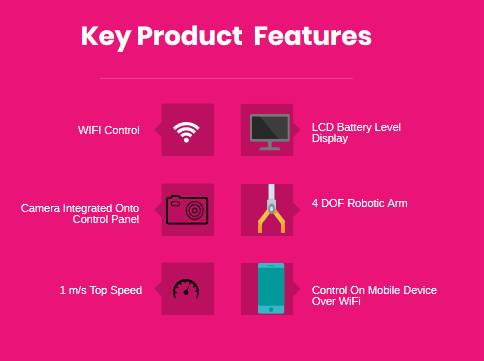 Key Product Features
WIFI Control
LCD Battery Level
Display
Camera Integrated Onto
Control Panel
4 DOF Robotic Arm
1 m/s Top Speed
Control On Mobile Device
Over WiFi